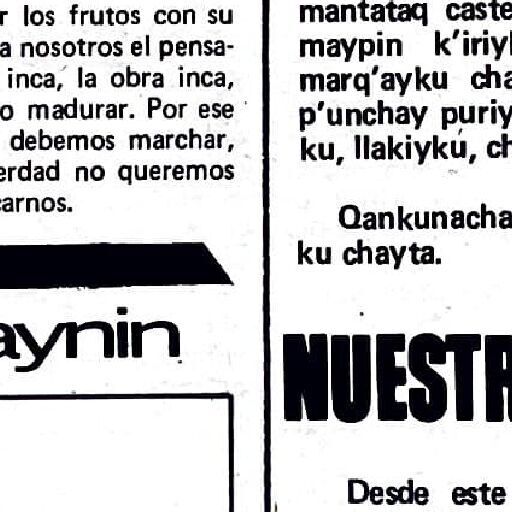 r los frutos con su
a nosotros el pensa-
inca, la obra inca,
o madurar. Por ese
debemos marchar,
erdad no queremos
carnos.
aynin
mantataq caste
maypin k'iriyk
marq'ayku cha
p'unchay puriy
ku, llakiykú, ch
Qankunacha
ku chayta.
NUESTR
Desde este